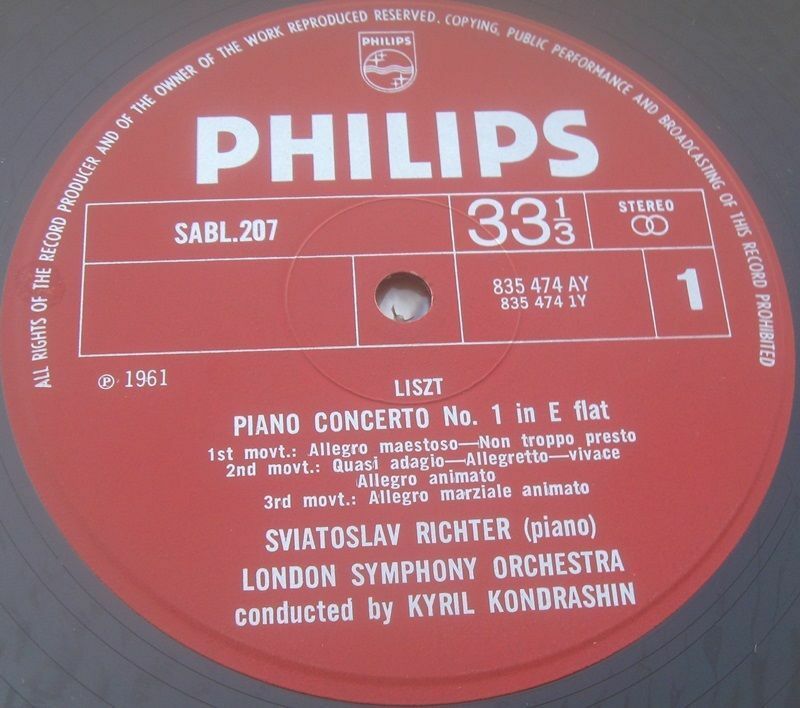 ALL RIGHTS OF THE RECORD PRODUCER AND OF THE OWNER OF THE WORK REPRODUCED RESERVED. COPYING, PUBLIC PERFORMANCE AND BROADCASTING OF THIS RECORD PROHIBITED
PHILIPS
PHILIPS
SABL.207
33 1/3
STEREO
835 474 AY
835 474 1Y
1
℗ 1961
LISZT
PIANO CONCERTO No. 1 in E flat
1st movt.: Allegro maestoso—Non troppo presto
2nd movt.: Quasi adagio—Allegretto—vivace
Allegro animato
3rd movt.: Allegro marziale animato
SVIATOSLAV RICHTER (piano)
LONDON SYMPHONY ORCHESTRA
conducted by KYRIL KONDRASHIN